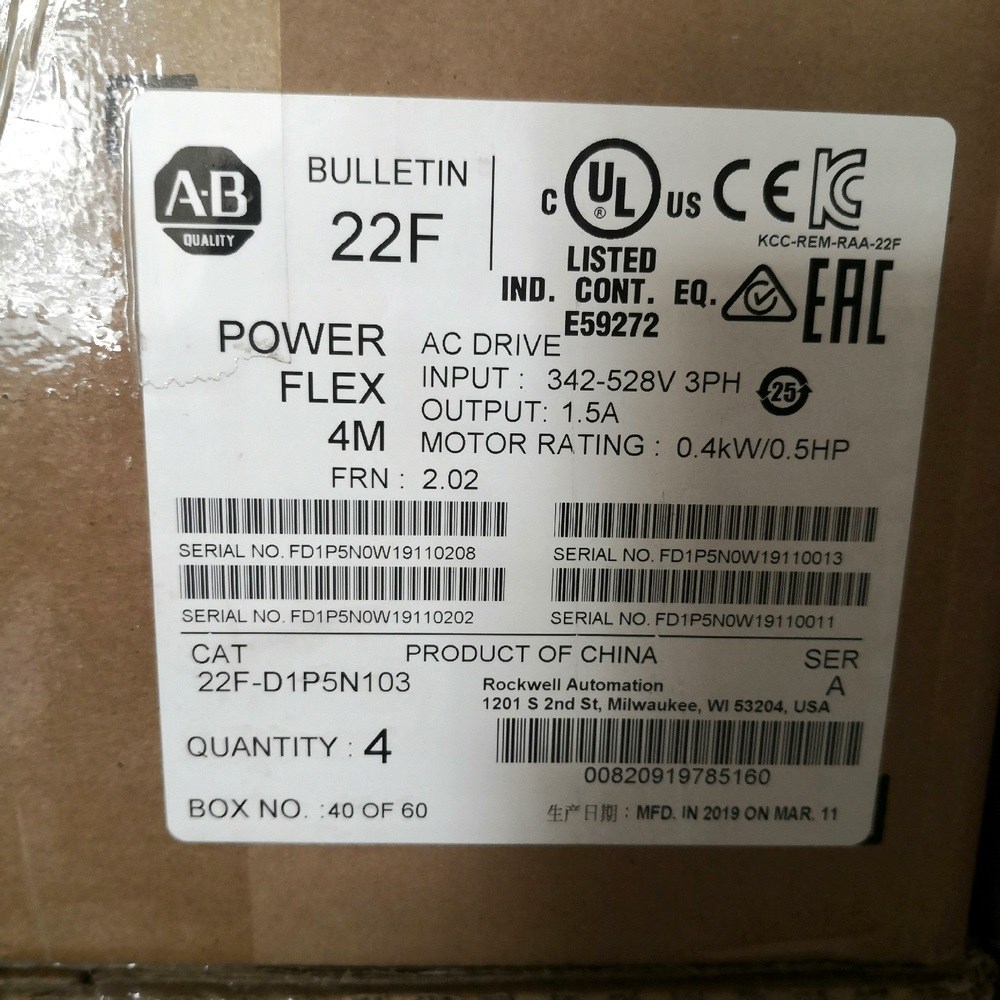 A-B
QUALITY
BULLETIN
22F
C UL ® US CE KC
KCC-REM-RAA-22F
LISTED
IND. CONT. EQ.
E59272
EAC
POWER
FLEX
4M
FRN : 2.02
AC DRIVE
INPUT : 342-528V 3PH
25
OUTPUT: 1.5A
MOTOR RATING : 0.4kW/0.5HP
SERIAL NO. FD1P5N0W19110208
SERIAL NO. FD1P5N0W19110013
SERIAL NO. FD1P5N0W19110202
SERIAL NO. FD1P5N0W19110011
CAT
22F-D1P5N103
PRODUCT OF CHINA
SER
A
Rockwell Automation
1201 S 2nd St, Milwaukee, WI 53204, USA
QUANTITY : 4
00820919785160
BOX NO. :40 OF 60
生产日期：MFD. IN 2019 ON MAR. 11